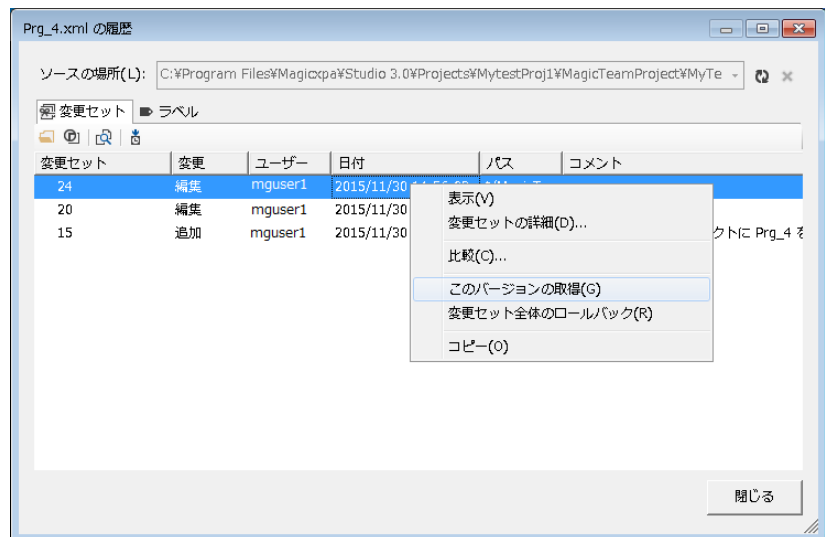 Prg_4.xml の履歴
ソースの場所(L): C:¥Program Files¥Magicxpa¥Studio 3.0¥Projects¥MytestProj1¥MagicTeamProject¥MyTe
変更セット ラベル
変更セット 変更 ユーザー 日付 パス コメント
24 編集 mguser1 2015/11/30
20 編集 mguser1 2015/11/30
15 追加 mguser1 2015/11/30 クトに Prg_4 を
表示(V)
変更セットの詳細(D)...
比較(C)...
このバージョンの取得(G)
変更セット全体のロールバック(R)
コピー(O)
閉じる